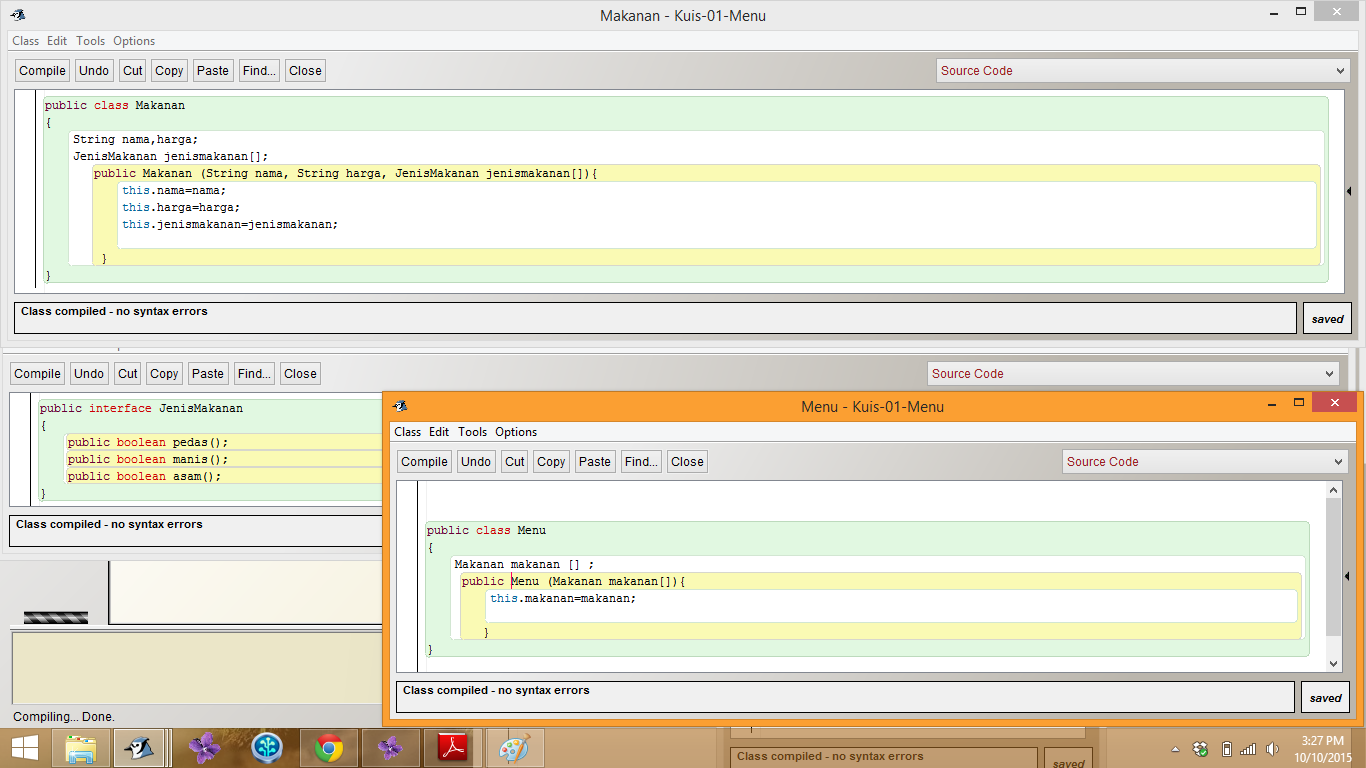 Makanan - Kuis-01-Menu
Class Edit Tools Options
Compile Undo Cut Copy Paste Find... Close Source Code
public class Makanan
{
String nama,harga;
JenisMakanan jenismakanan[];
public Makanan (String nama, String harga, JenisMakanan jenismakanan[]){
this.nama=nama;
this.harga=harga;
this.jenismakanan=jenismakanan;
}
}
Class compiled - no syntax errors
saved
Compile Undo Cut Copy Paste Find... Close Source Code
public interface JenisMakanan
{
public boolean pedas();
public boolean manis();
public boolean asam();
}
Class compiled - no syntax errors
Menu - Kuis-01-Menu
Class Edit Tools Options
Compile Undo Cut Copy Paste Find... Close Source Code
public class Menu
{
Makanan makanan [] ;
public Menu (Makanan makanan[]){
this.makanan=makanan;
}
}
Class compiled - no syntax errors
saved
Compiling... Done.
Class compiled - no syntax errors
saved
3:27 PM
10/10/2015